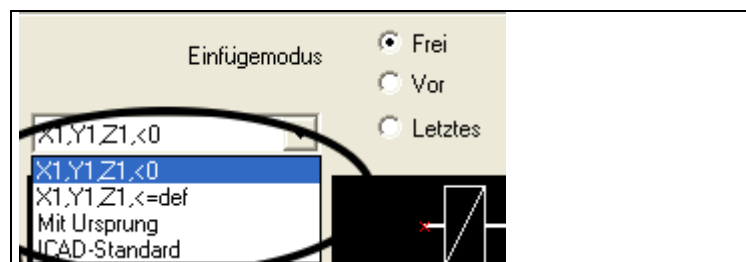 Einfügemodus
Frei
Vor
Letztes
X1,Y1,Z1,<0
X1,Y1,Z1,<0
X1,Y1,Z1,<=def
Mit Ursprung
ICAD-Standard